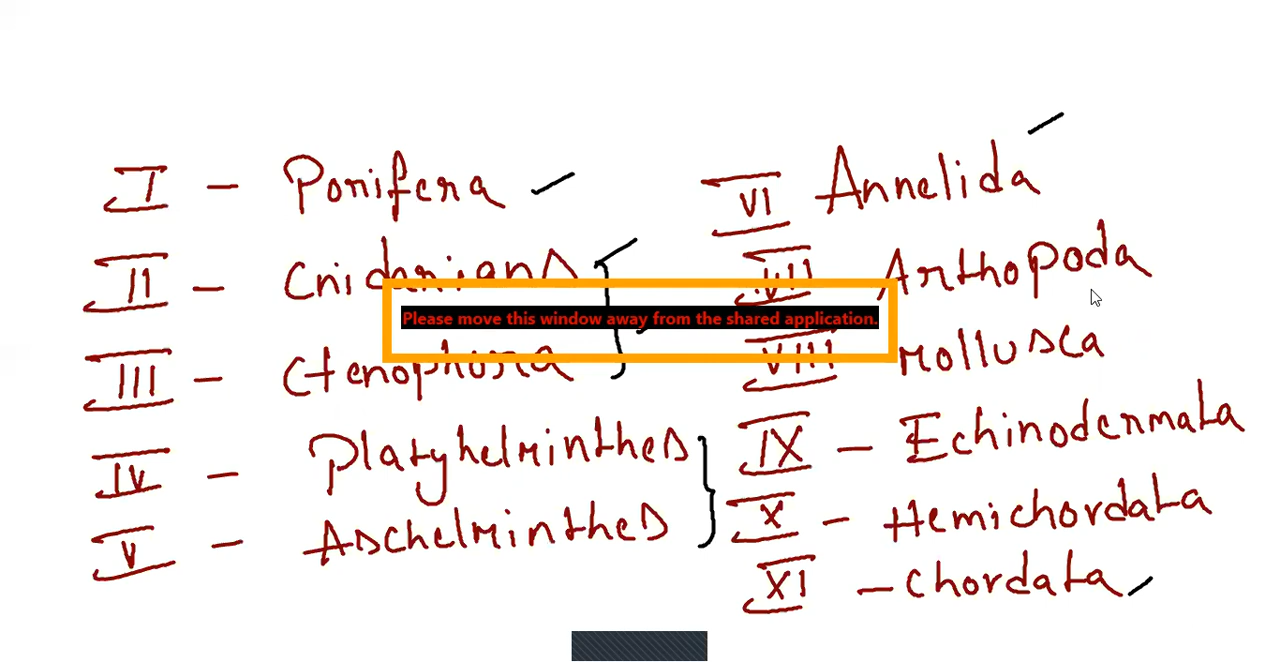 I - Porifera
II - Cnidarians
III - Ctenophora
IV - Platyhelminthes
V - Aschelminthes
VI Annelida
VII Arthopoda
VIII Mollusca
IX - Echinodermata
X - Hemichordata
XI - Chordata
Please move this window away from the shared application.